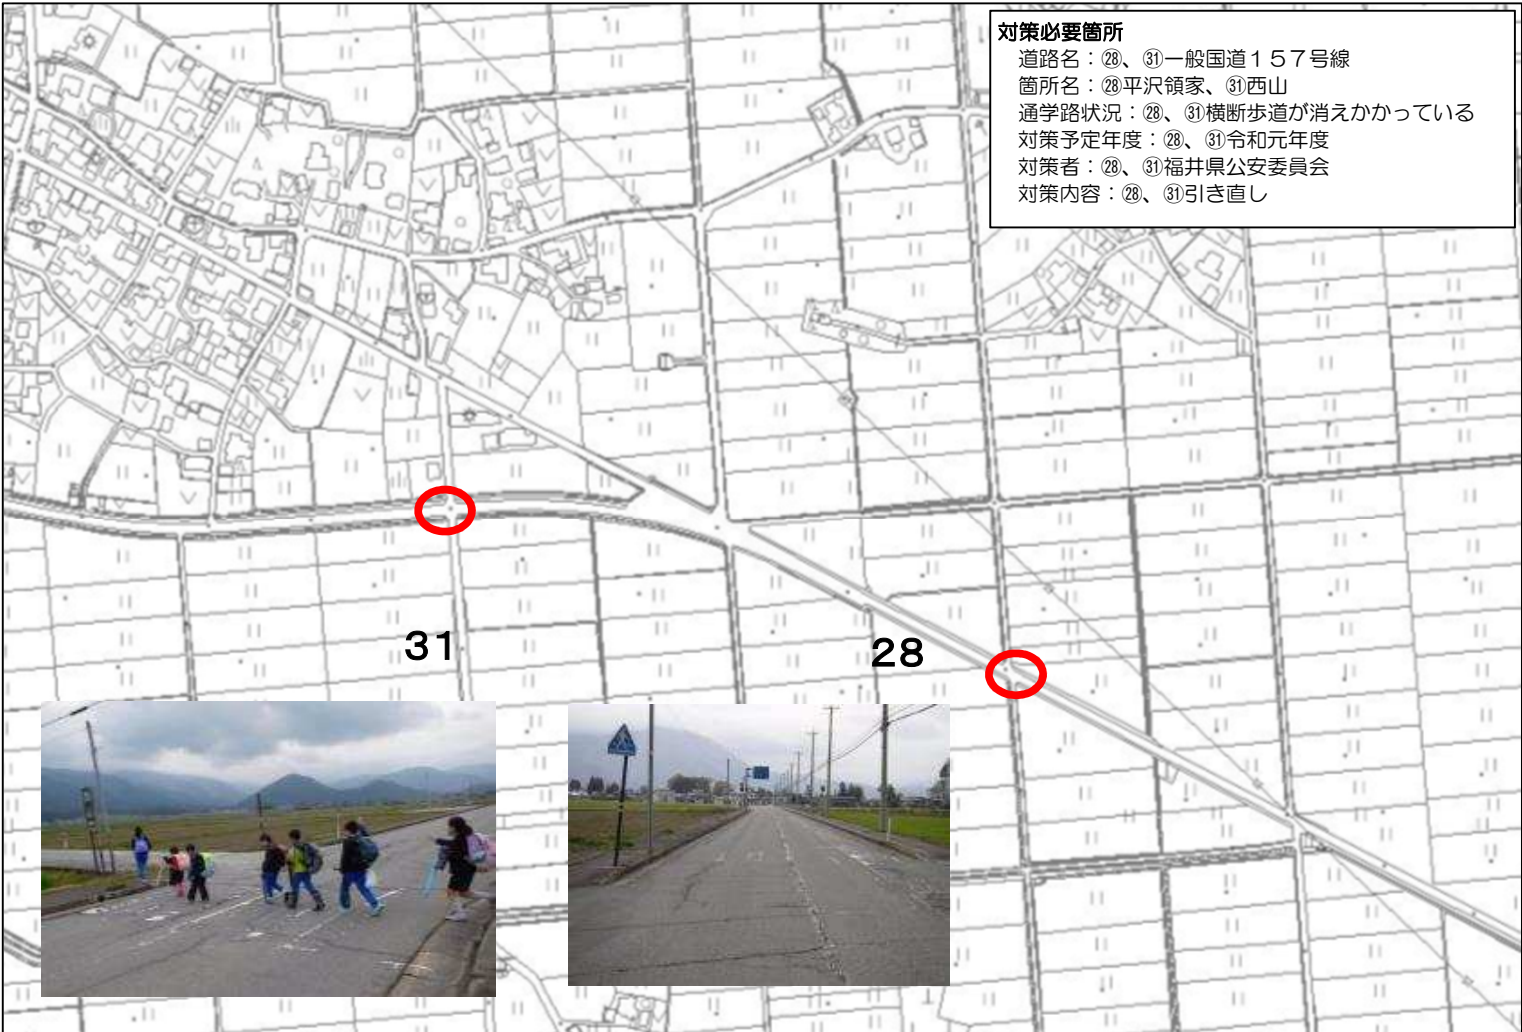 対策必要箇所
道路名：㉘、㉛一般国道１５７号線
箇所名：㉘平沢領家、㉛西山
通学路状況：㉘、㉛横断歩道が消えかかっている
対策予定年度：㉘、㉛令和元年度
対策者：㉘、㉛福井県公安委員会
対策内容：㉘、㉛引き直し
31
28